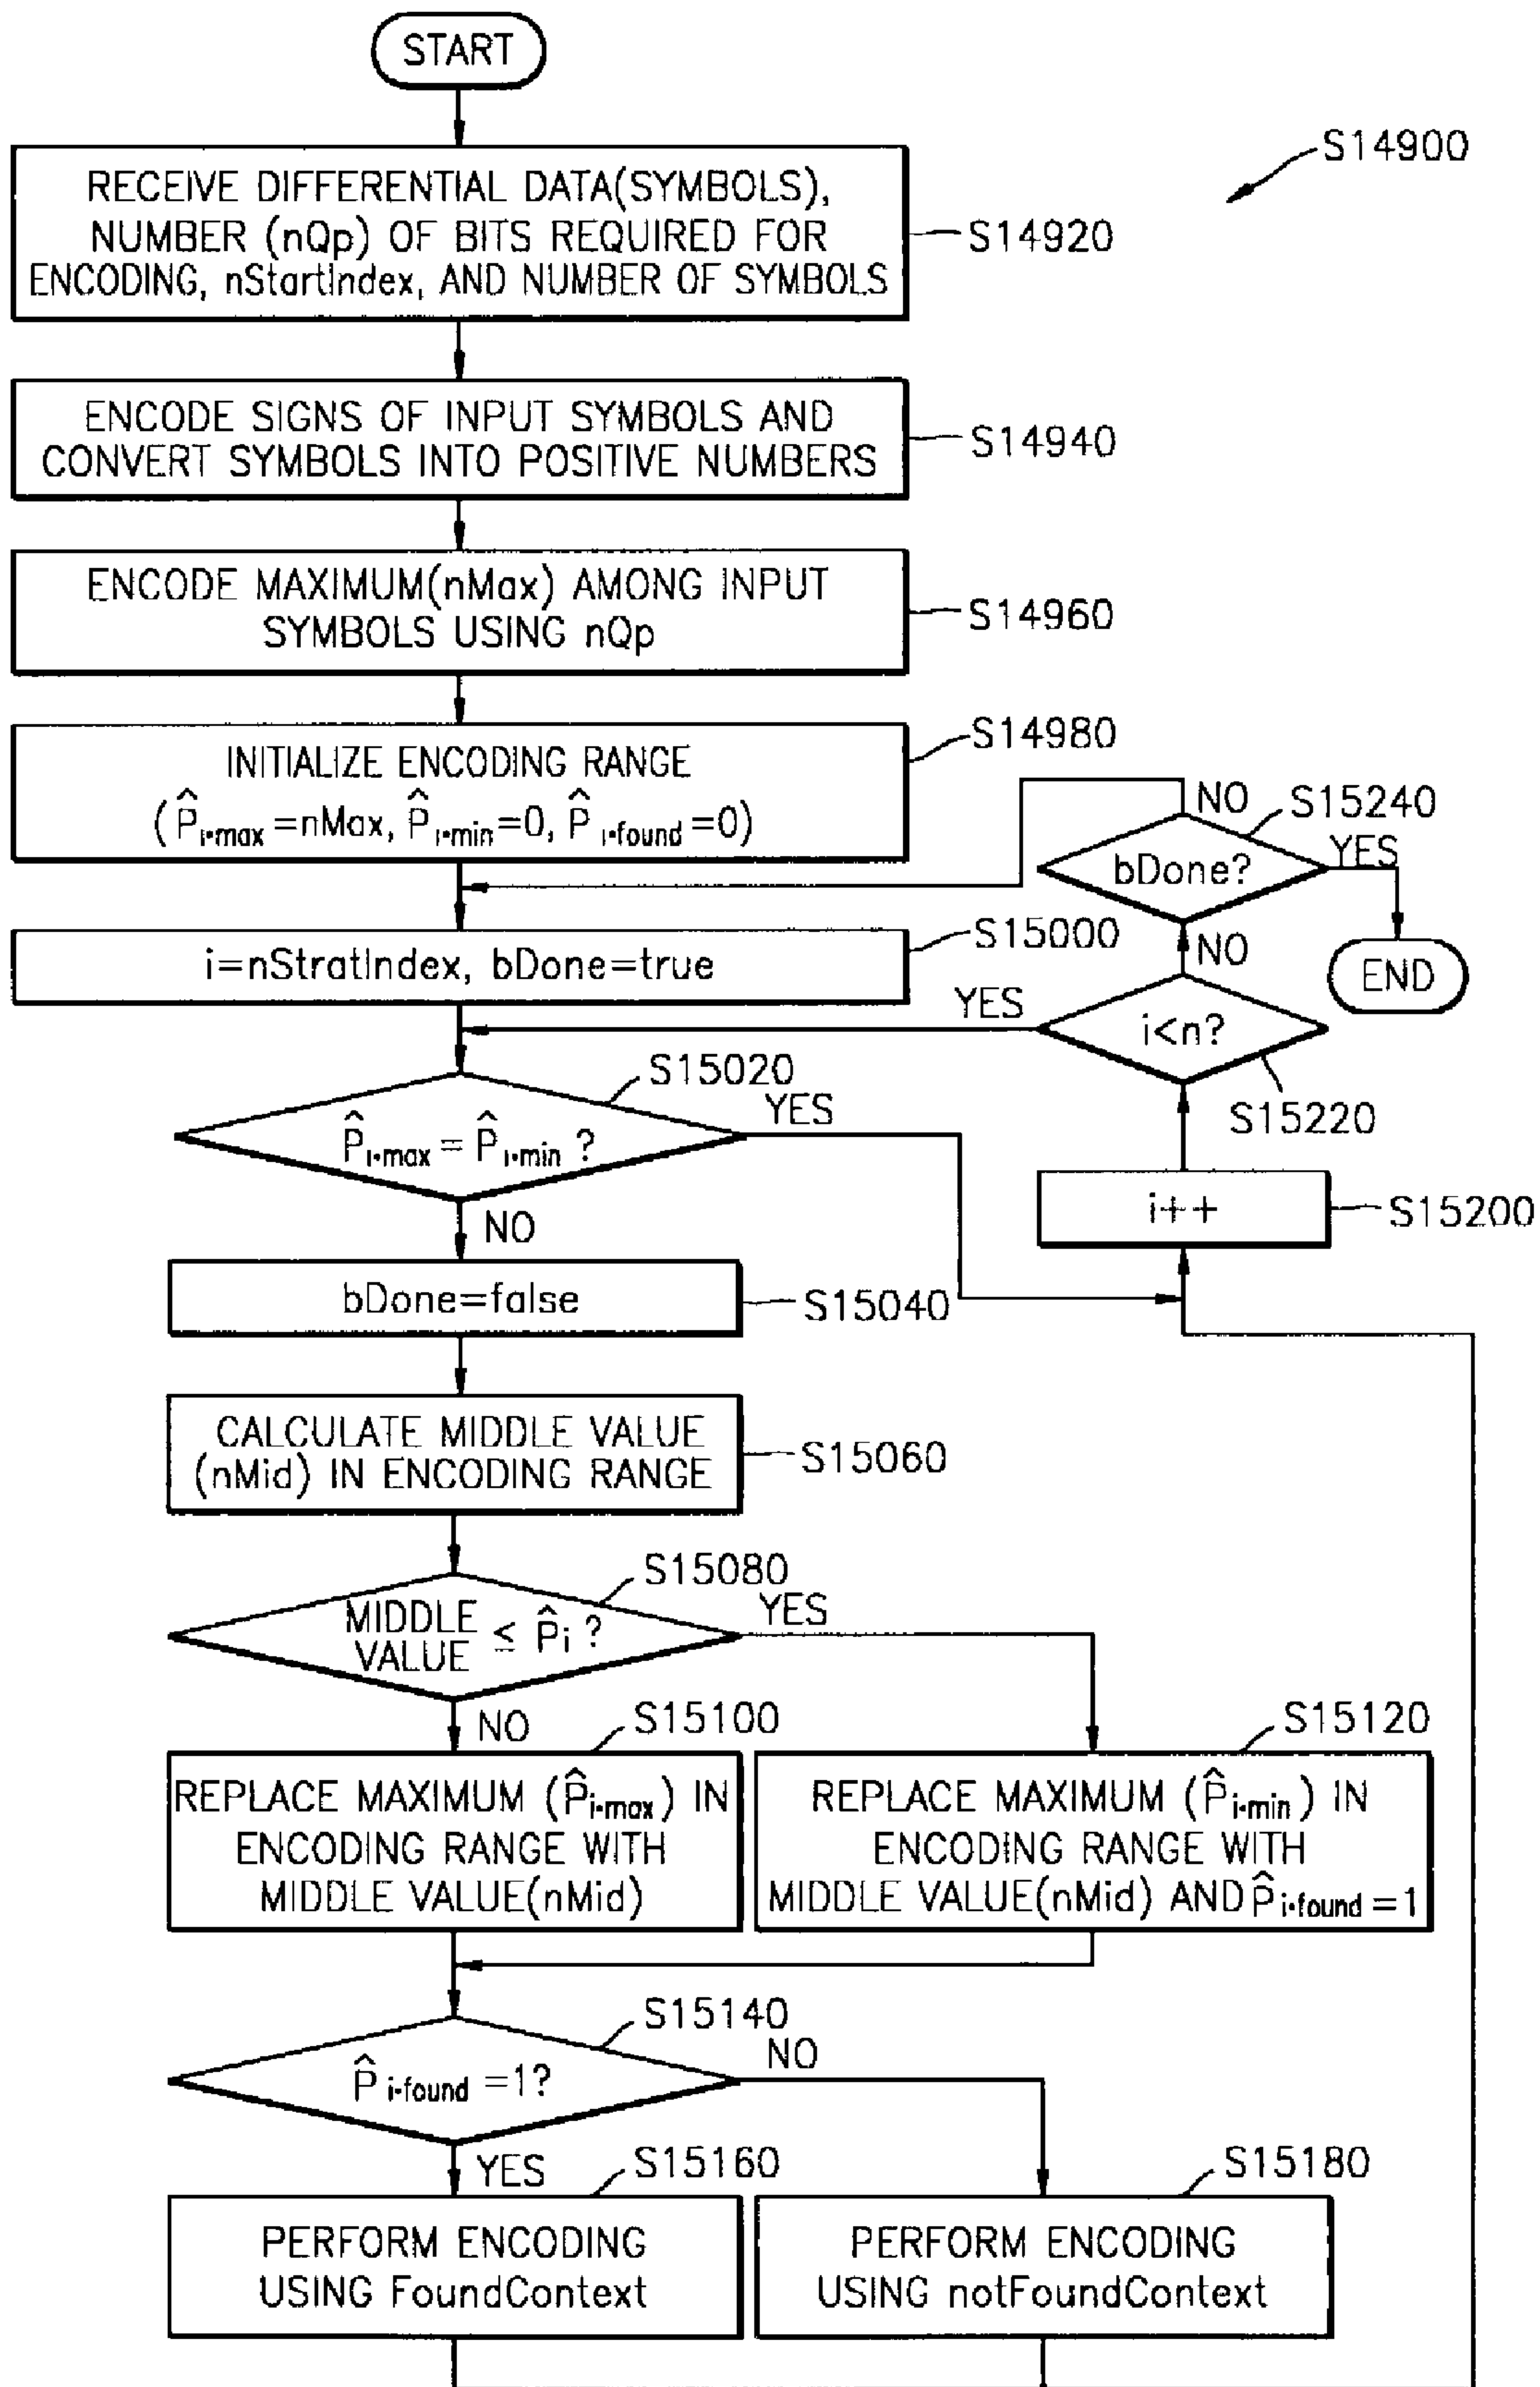 START
S14900
RECEIVE DIFFERENTIAL DATA(SYMBOLS),
NUMBER (nQp) OF BITS REQUIRED FOR
ENCODING, nStartIndex, AND NUMBER OF SYMBOLS
S14920
ENCODE SIGNS OF INPUT SYMBOLS AND
CONVERT SYMBOLS INTO POSITIVE NUMBERS
S14940
ENCODE MAXIMUM(nMax) AMONG INPUT
SYMBOLS USING nQp
S14960
INITIALIZE ENCODING RANGE
(P̂i·max=nMax, P̂i·min=0, P̂i·found=0)
S14980
NO
S15240
bDone?
YES
END
i=nStratIndex, bDone=true
S15000
NO
YES
i<n?
S15220
S15020
P̂i·max = P̂i·min ?
YES
NO
i++
S15200
bDone=false
S15040
CALCULATE MIDDLE VALUE
(nMid) IN ENCODING RANGE
S15060
S15080
MIDDLE
VALUE ≤ P̂i ?
YES
NO
S15100
REPLACE MAXIMUM (P̂i·max) IN
ENCODING RANGE WITH
MIDDLE VALUE(nMid)
S15120
REPLACE MAXIMUM (P̂i·min) IN
ENCODING RANGE WITH
MIDDLE VALUE(nMid) AND P̂i·found = 1
S15140
P̂i·found =1?
NO
YES
S15160
PERFORM ENCODING
USING FoundContext
S15180
PERFORM ENCODING
USING notFoundContext